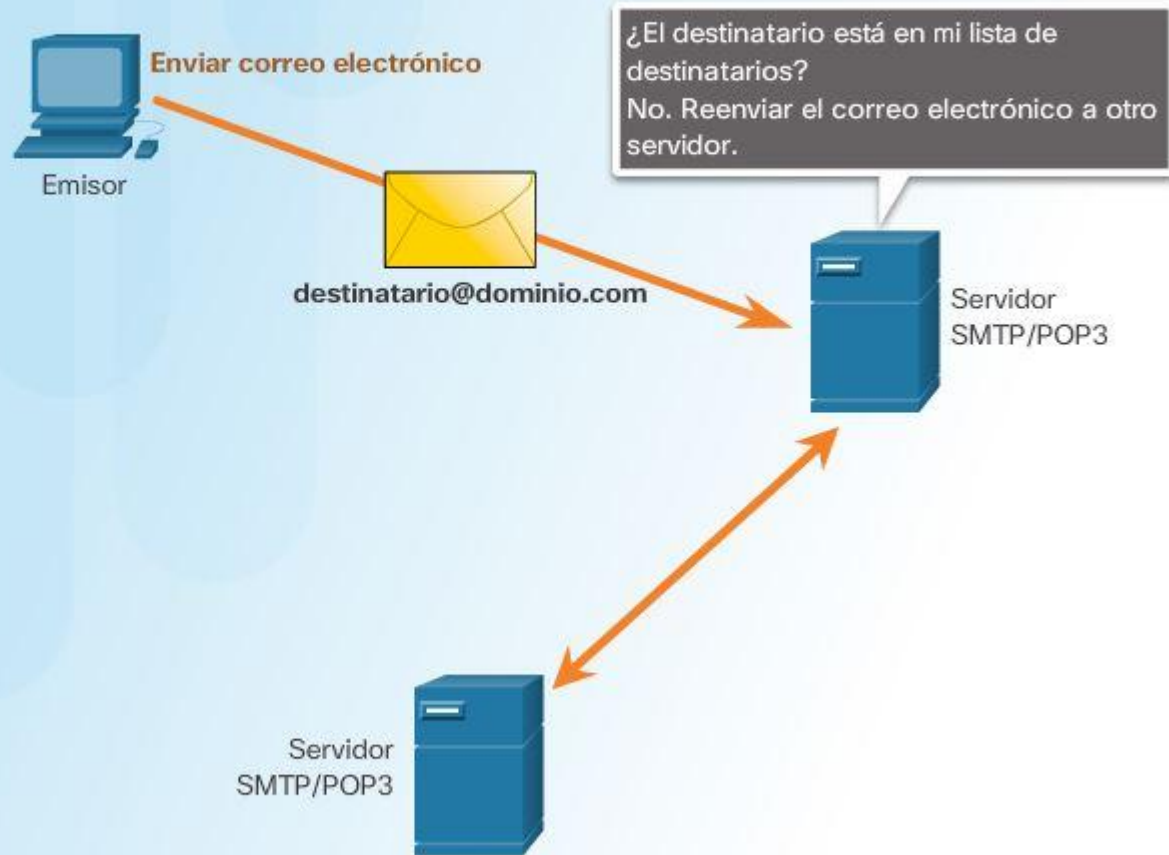 Enviar correo electrónico
Emisor
destinatario@dominio.com
¿El destinatario está en mi lista de
destinatarios?
No. Reenviar el correo electrónico a otro
servidor.
Servidor
SMTP/POP3
Servidor
SMTP/POP3